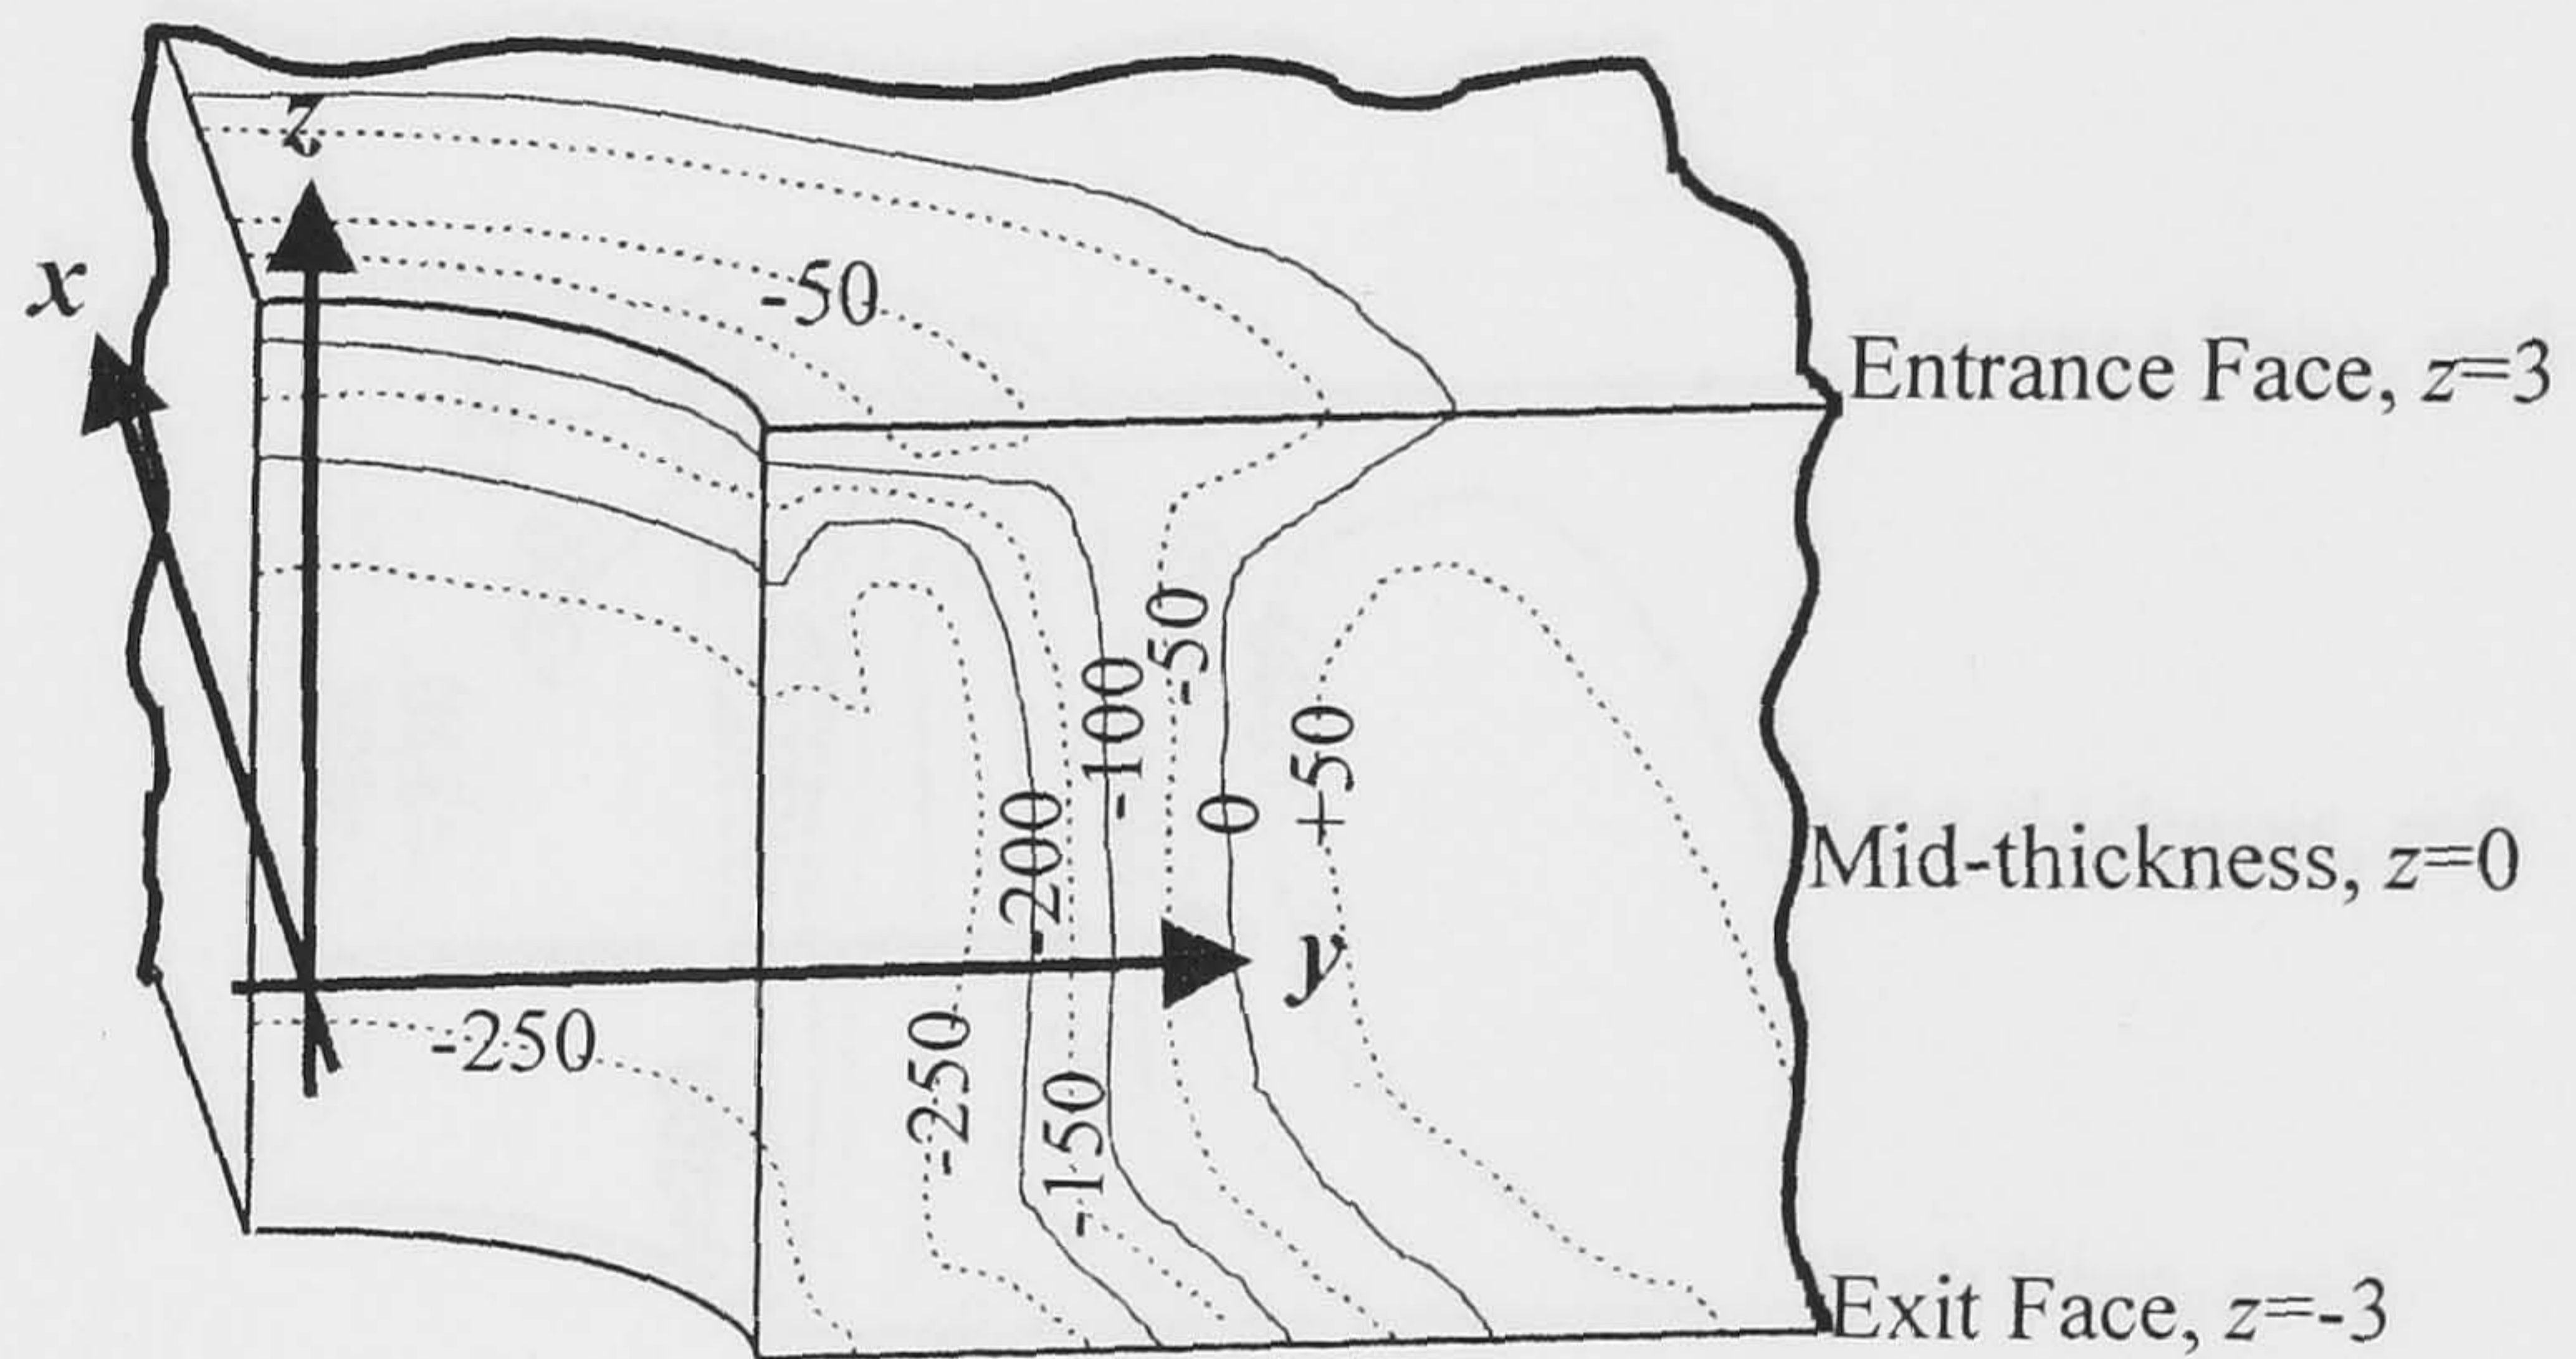 z
x
-50
Entrance Face, z=3
-50
-100
+50
0
-200
Mid-thickness, z=0
y
-250
-250
-150
Exit Face, z=-3